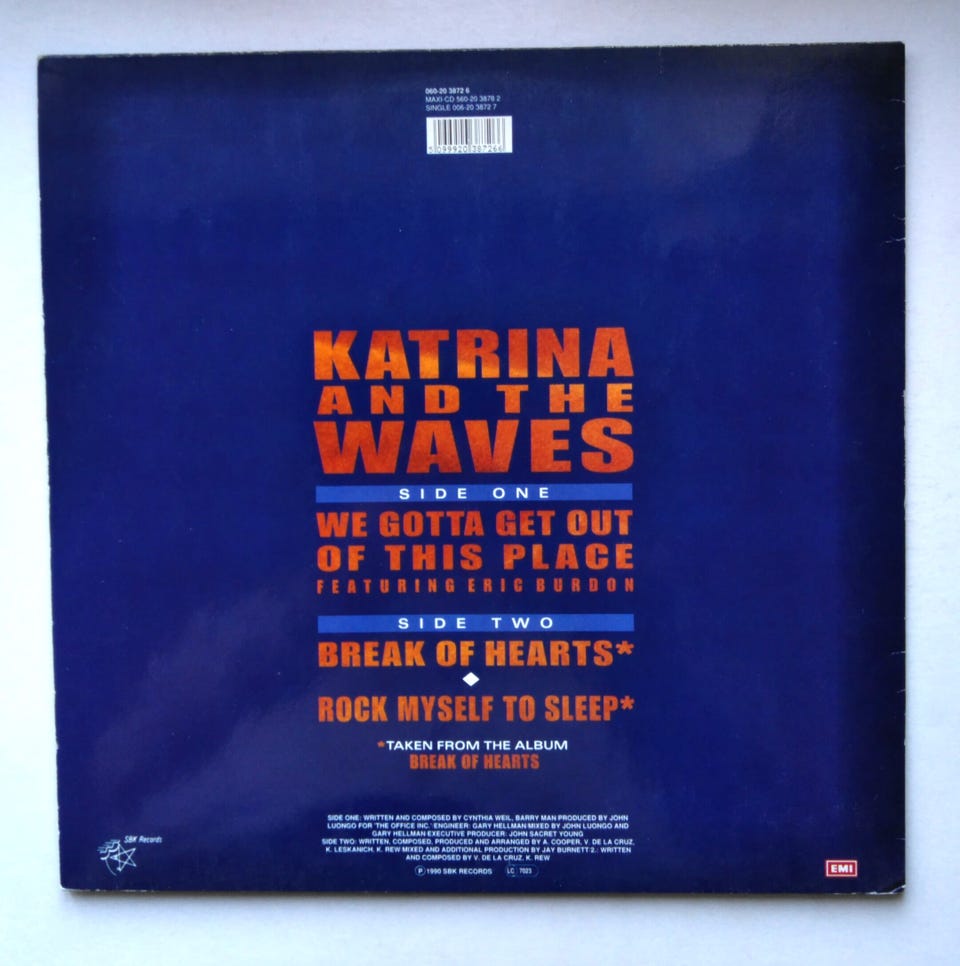 060-20 3872 6
MAXI-CD 560-20 3878 2
SINGLE 006-20 3872 7
5 099920 387266
KATRINA
AND THE
WAVES
SIDE ONE
WE GOTTA GET OUT
OF THIS PLACE
FEATURING ERIC BURDON
SIDE TWO
BREAK OF HEARTS*
ROCK MYSELF TO SLEEP*
*TAKEN FROM THE ALBUM
BREAK OF HEARTS
SIDE ONE: WRITTEN AND COMPOSED BY CYNTHIA WEIL, BARRY MAN PRODUCED BY JOHN
LUONGO FOR 'THE OFFICE INC.' ENGINEER: GARY HELLMAN MIXED BY JOHN LUONGO AND
GARY HELLMAN EXECUTIVE PRODUCER: JOHN SACRET YOUNG
SIDE TWO: WRITTEN, COMPOSED, PRODUCED AND ARRANGED BY A. COOPER, V. DE LA CRUZ,
K. LESKANICH, K. REW MIXED AND ADDITIONAL PRODUCTION BY JAY BURNETT 2.: WRITTEN
AND COMPOSED BY V. DE LA CRUZ, K. REW
℗ 1990 SBK RECORDS LC 7023
SBK Records
EMI